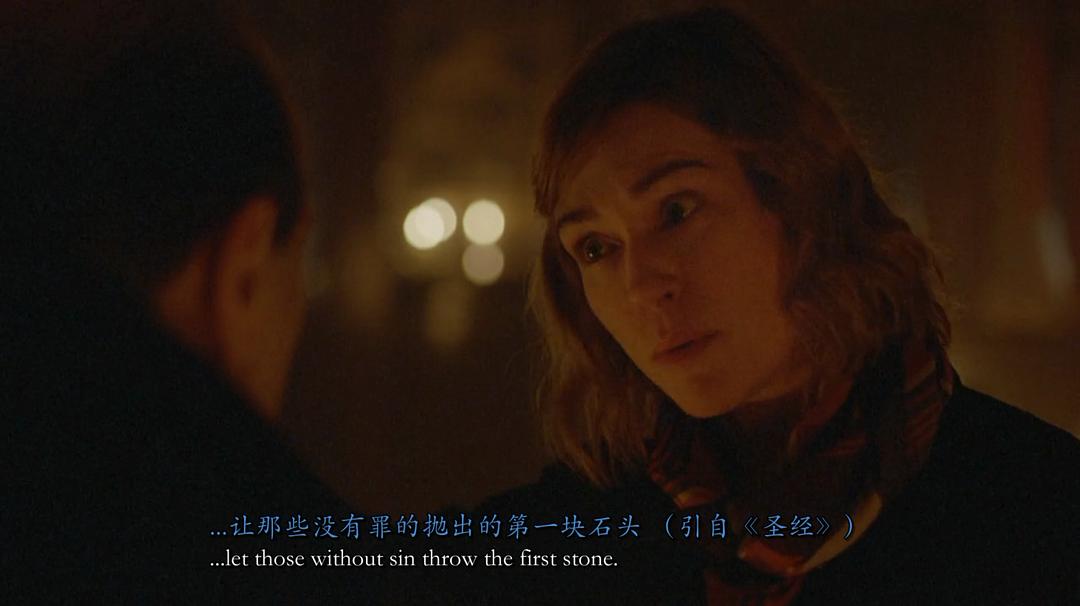 ...让那些没有罪的抛出的第一块石头 （引自《圣经》）
...let those without sin throw the first stone.